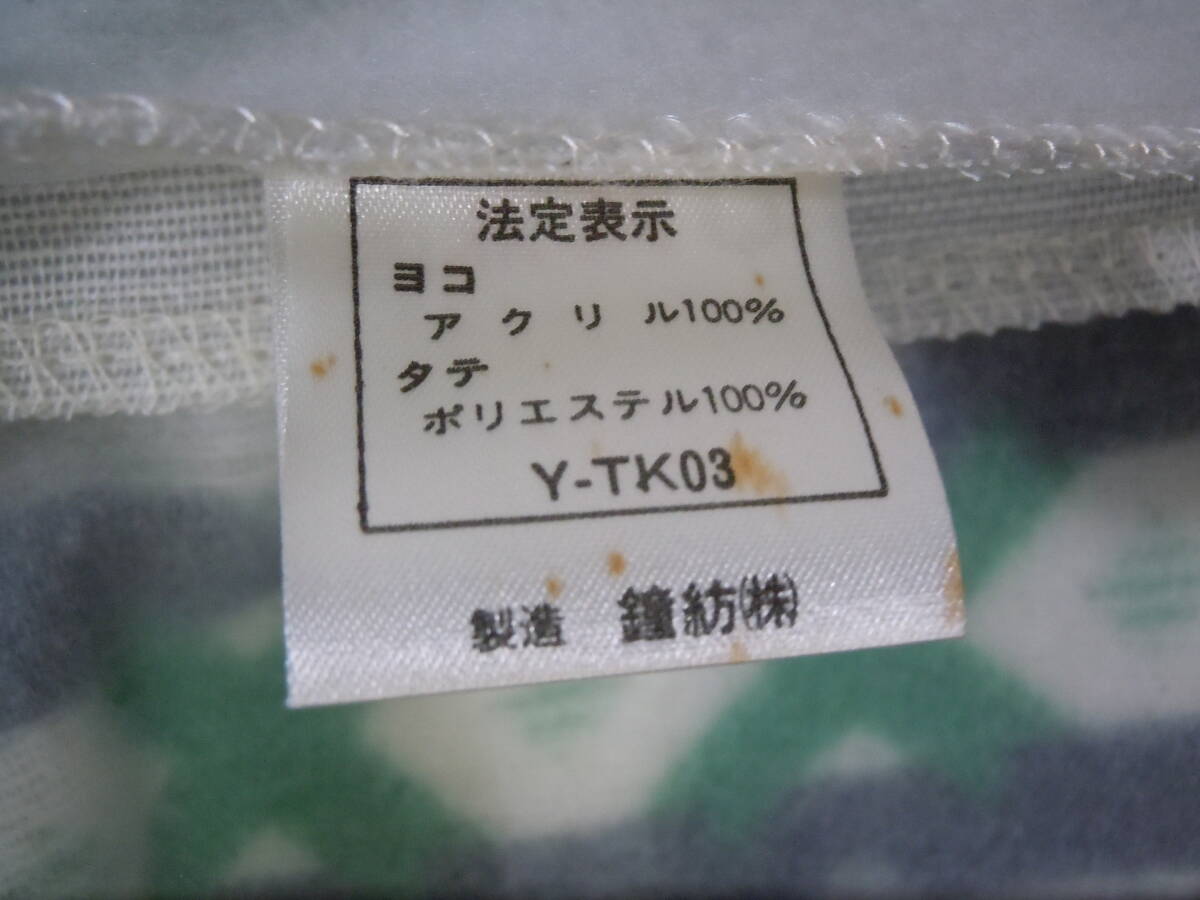 法定表示
ヨコ
アクリル100%
タテ
ポリエステル100%
Y-TK03
製造 鐘紡㈱